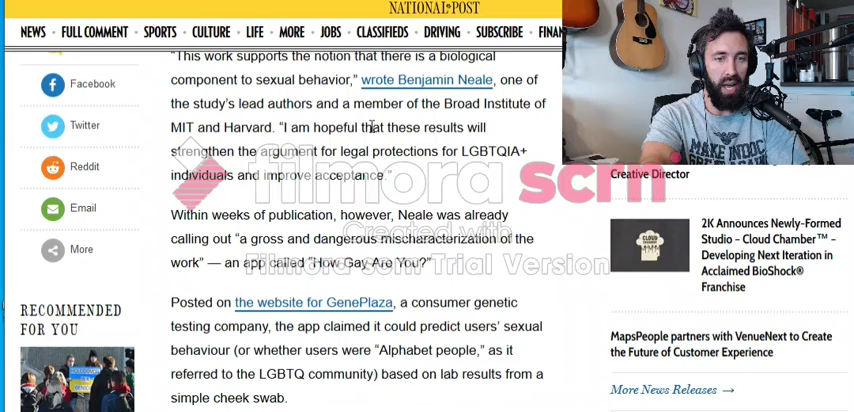 NATIONAL POST
NEWS • FULL COMMENT • SPORTS • CULTURE • LIFE • MORE • JOBS • CLASSIFIEDS • DRIVING • SUBSCRIBE • FINAN
Facebook
Twitter
Reddit
Email
More
RECOMMENDED
FOR YOU
“This work supports the notion that there is a biological
component to sexual behavior,” wrote Benjamin Neale, one of
the study’s lead authors and a member of the Broad Institute of
MIT and Harvard. “I am hopeful that these results will
strengthen the argument for legal protections for LGBTQIA+
individuals and improve acceptance.”
Within weeks of publication, however, Neale was already
calling out “a gross and dangerous mischaracterization of the
work” — an app called “How Gay Are You?”
Posted on the website for GenePlaza, a consumer genetic
testing company, the app claimed it could predict users’ sexual
behaviour (or whether users were “Alphabet people,” as it
referred to the LGBTQ community) based on lab results from a
simple cheek swab.
filmora scrn
Created with
Filmora scrn Trial Version
MAKE
GREAT AGAIN
Creative Director
CLOUD
CHAMBER
2K Announces Newly-Formed
Studio – Cloud Chamber™ –
Developing Next Iteration in
Acclaimed BioShock®
Franchise
MapsPeople partners with VenueNext to Create
the Future of Customer Experience
More News Releases →